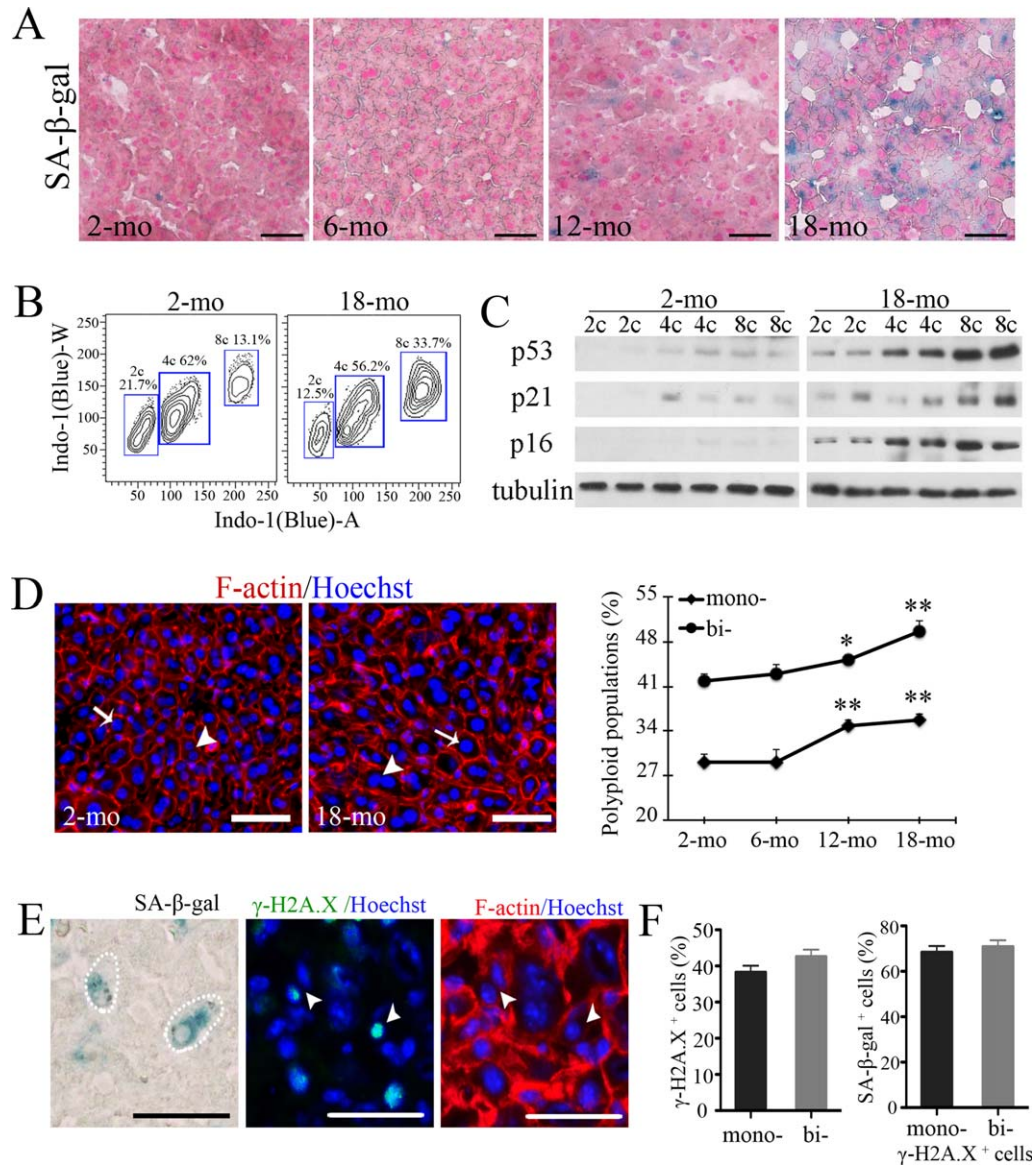 A
SA-β-gal
2-mo
6-mo
12-mo
18-mo
B
2-mo
18-mo
Indo-1(Blue)-W
250
200
150
100
50
2c
21.7%
4c 62%
8c 13.1%
2c
12.5%
4c 56.2%
8c 33.7%
50 100 150 200 250
50 100 150 200 250
Indo-1(Blue)-A
C
2-mo
18-mo
2c 2c 4c 4c 8c 8c
2c 2c 4c 4c 8c 8c
p53
p21
p16
tubulin
D
F-actin/Hoechst
2-mo
18-mo
Polyploid populations (%)
55
48
41
34
27
20
mono-
bi-
*
**
**
**
2-mo 6-mo 12-mo 18-mo
E
SA-β-gal
γ-H2A.X /Hoechst
F-actin/Hoechst
F
γ-H2A.X + cells (%)
50
40
30
20
10
0
mono- bi-
SA-β-gal + cells (%)
80
60
40
20
0
mono- bi-
γ-H2A.X + cells